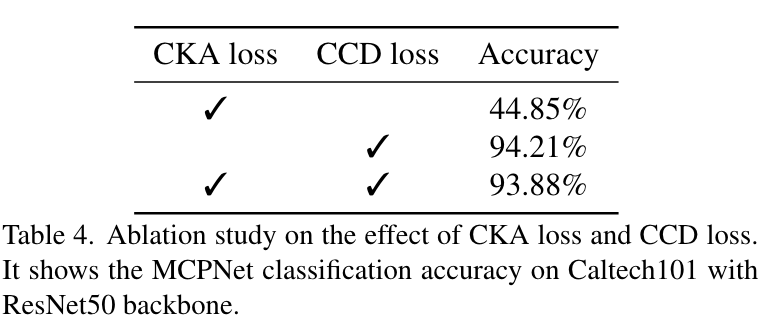 CKA loss CCD loss Accuracy
✓ 44.85%
✓ 94.21%
✓ ✓ 93.88%
Table 4. Ablation study on the effect of CKA loss and CCD loss.
It shows the MCPNet classification accuracy on Caltech101 with
ResNet50 backbone.